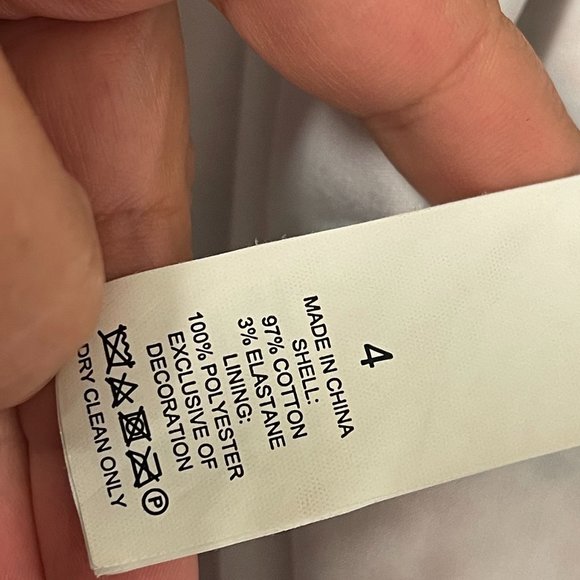 4
MADE IN CHINA
SHELL:
97% COTTON
3% ELASTANE
LINING:
100% POLYESTER
EXCLUSIVE OF
DECORATION
P
DRY CLEAN ONLY